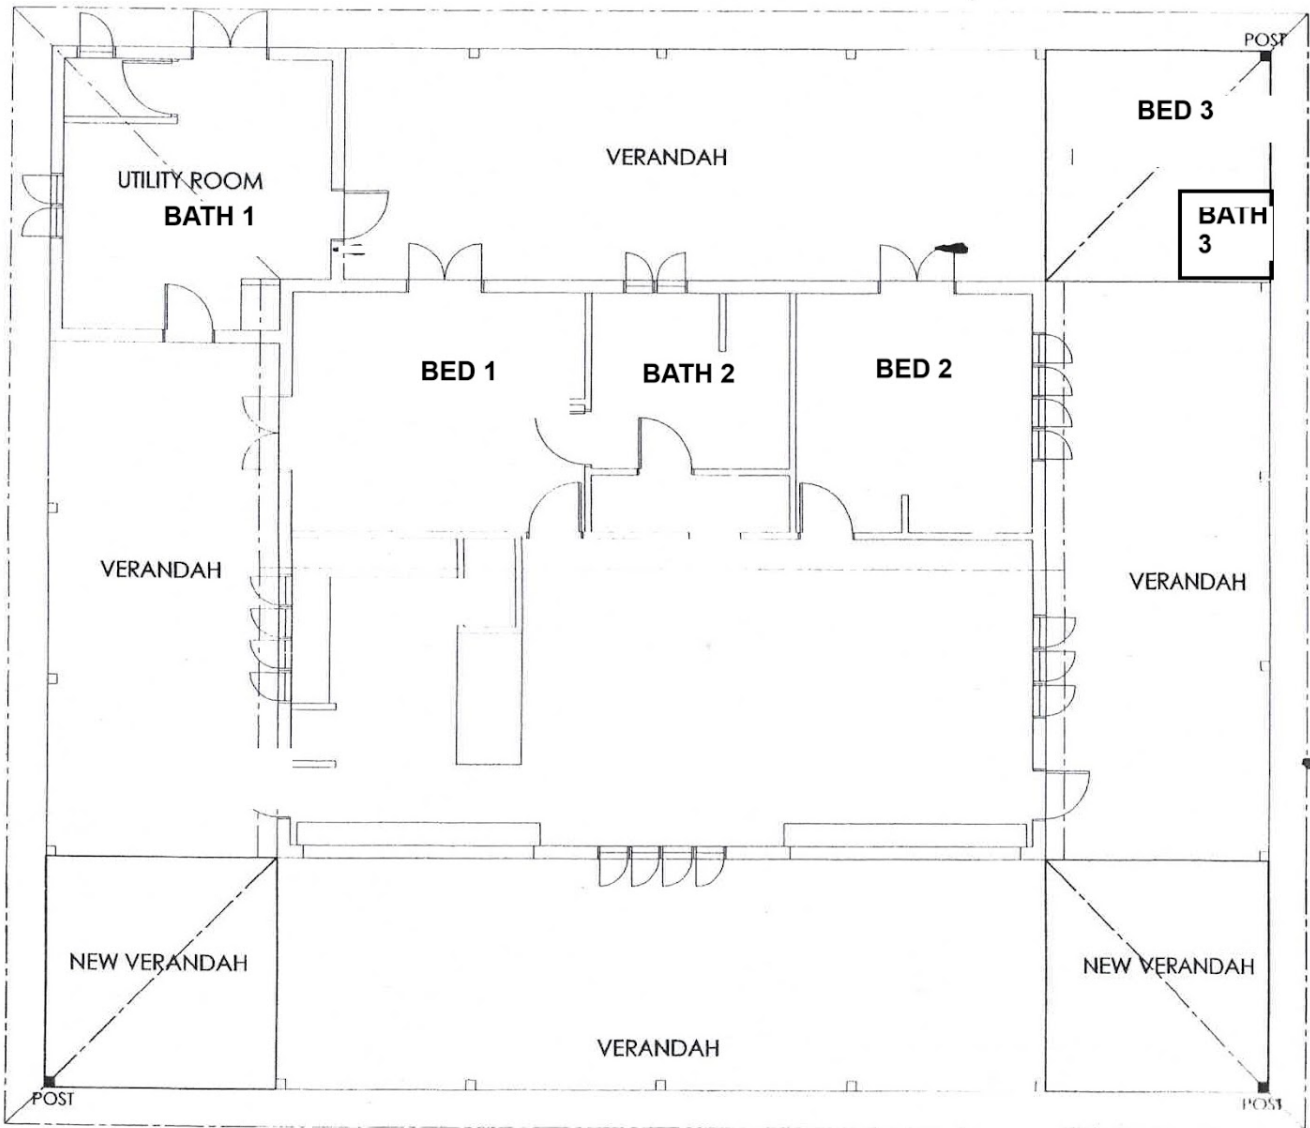 POST
BED 3
VERANDAH
UTILITY ROOM
BATH 1
BATH
3
BED 1
BATH 2
BED 2
VERANDAH
VERANDAH
NEW VERANDAH
NEW VERANDAH
VERANDAH
POST
POST